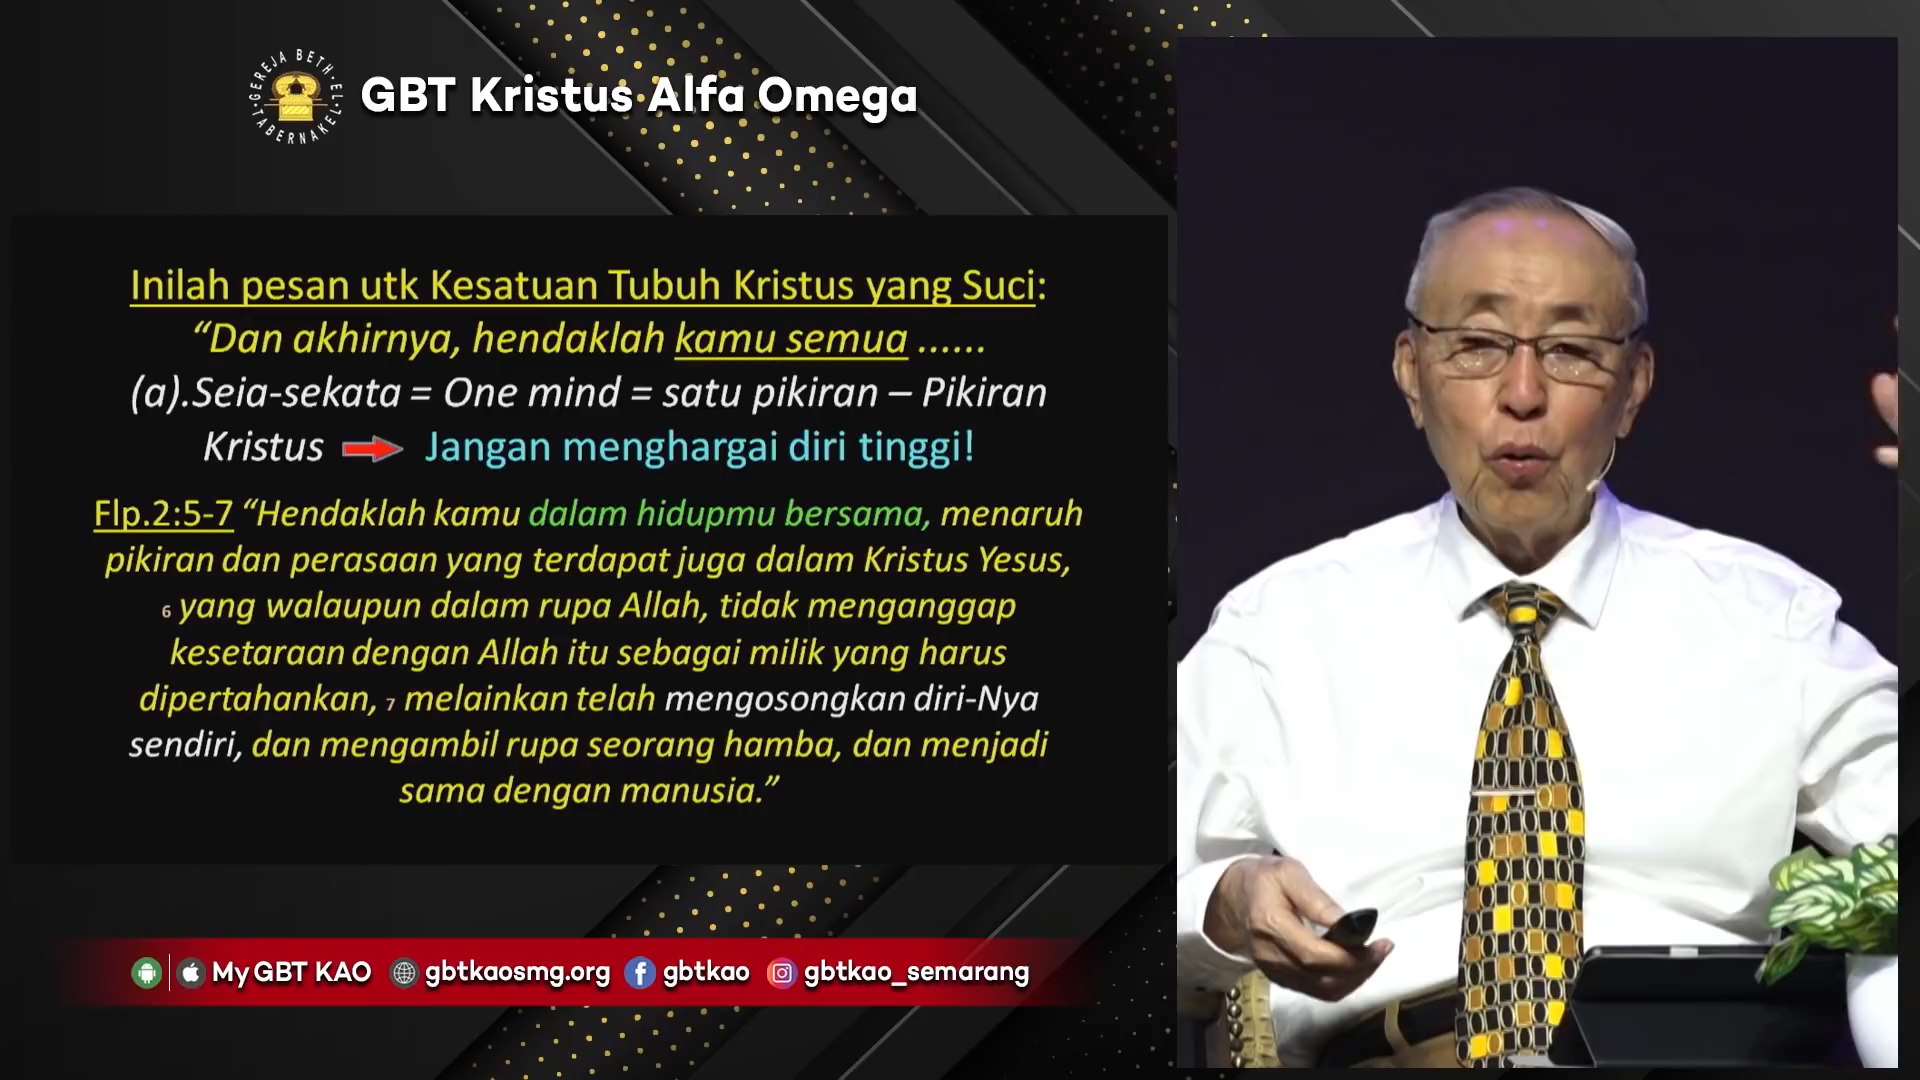 GEREJA BETH-EL TABERNAKEL
GBT Kristus Alfa Omega
Inilah pesan utk Kesatuan Tubuh Kristus yang Suci:
“Dan akhirnya, hendaklah kamu semua ......
(a).Seia-sekata = One mind = satu pikiran – Pikiran
Kristus Jangan menghargai diri tinggi!
Flp.2:5-7 “Hendaklah kamu dalam hidupmu bersama, menaruh
pikiran dan perasaan yang terdapat juga dalam Kristus Yesus,
6 yang walaupun dalam rupa Allah, tidak menganggap
kesetaraan dengan Allah itu sebagai milik yang harus
dipertahankan, 7 melainkan telah mengosongkan diri-Nya
sendiri, dan mengambil rupa seorang hamba, dan menjadi
sama dengan manusia.”
My GBT KAO gbtkaosmg.org gbtkao gbtkao_semarang